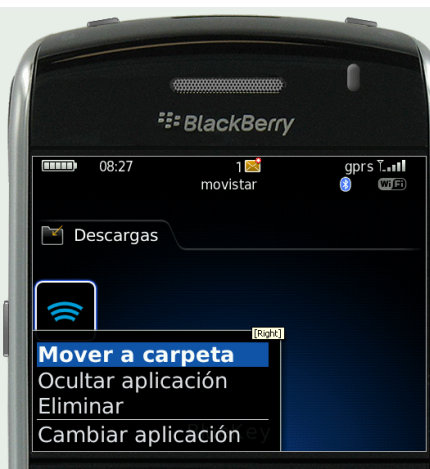 BlackBerry
08:27
1
gprs
movistar
WiFi
Descargas
[Right]
Mover a carpeta
Ocultar aplicación
Eliminar
Cambiar aplicación